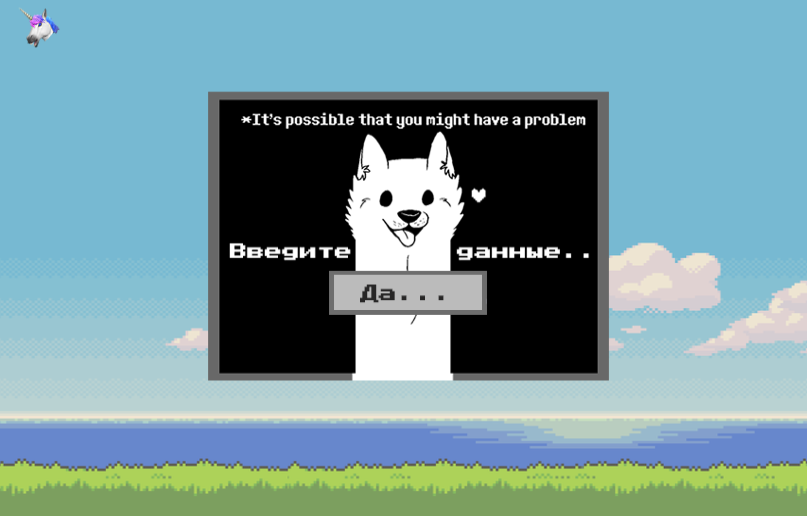 *It's possible that you might have a problem
Введите данные..
Да...